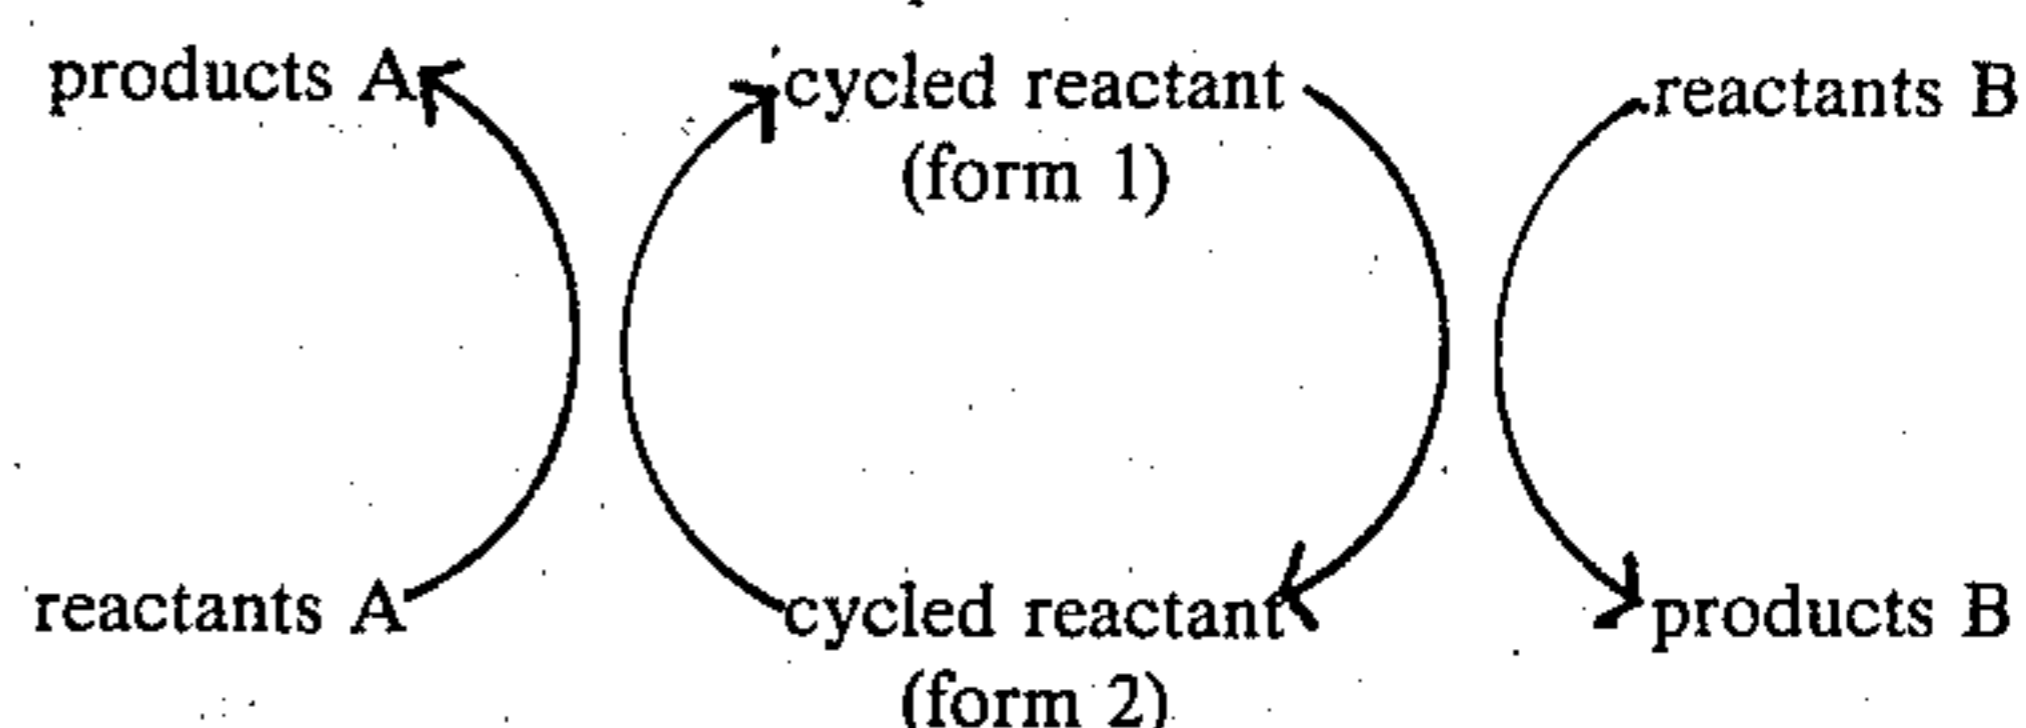 products A cycled reactant reactants B
(form 1)
reactants A cycled reactant products B
(form 2)